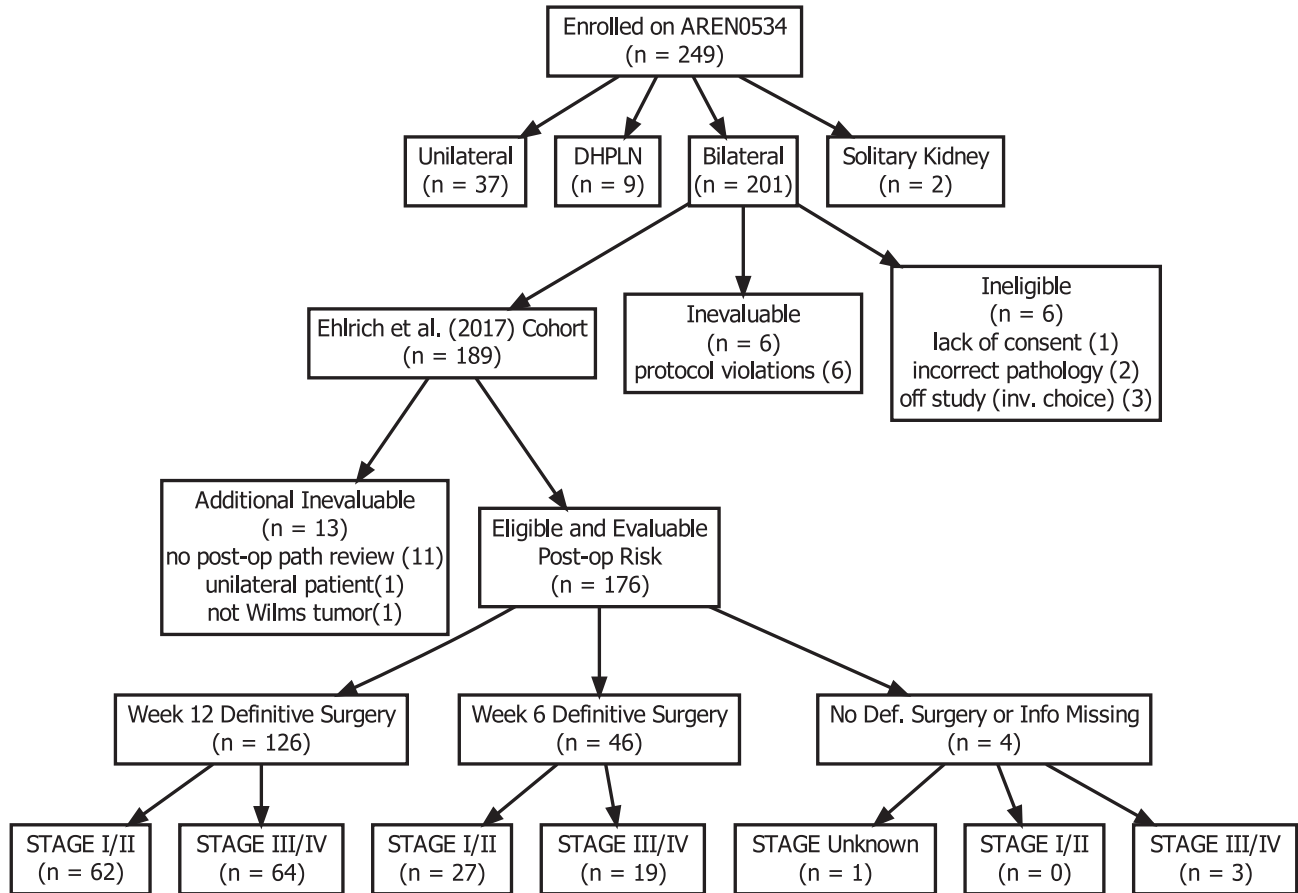 Enrolled on AREN0534
(n = 249)
Unilateral
(n = 37)
DHPLN
(n = 9)
Bilateral
(n = 201)
Solitary Kidney
(n = 2)
Ehlrich et al. (2017) Cohort
(n = 189)
Inevaluable
(n = 6)
protocol violations (6)
Ineligible
(n = 6)
lack of consent (1)
incorrect pathology (2)
off study (inv. choice) (3)
Additional Inevaluable
(n = 13)
no post-op path review (11)
unilateral patient(1)
not Wilms tumor(1)
Eligible and Evaluable
Post-op Risk
(n = 176)
Week 12 Definitive Surgery
(n = 126)
Week 6 Definitive Surgery
(n = 46)
No Def. Surgery or Info Missing
(n = 4)
STAGE I/II
(n = 62)
STAGE III/IV
(n = 64)
STAGE I/II
(n = 27)
STAGE III/IV
(n = 19)
STAGE Unknown
(n = 1)
STAGE I/II
(n = 0)
STAGE III/IV
(n = 3)